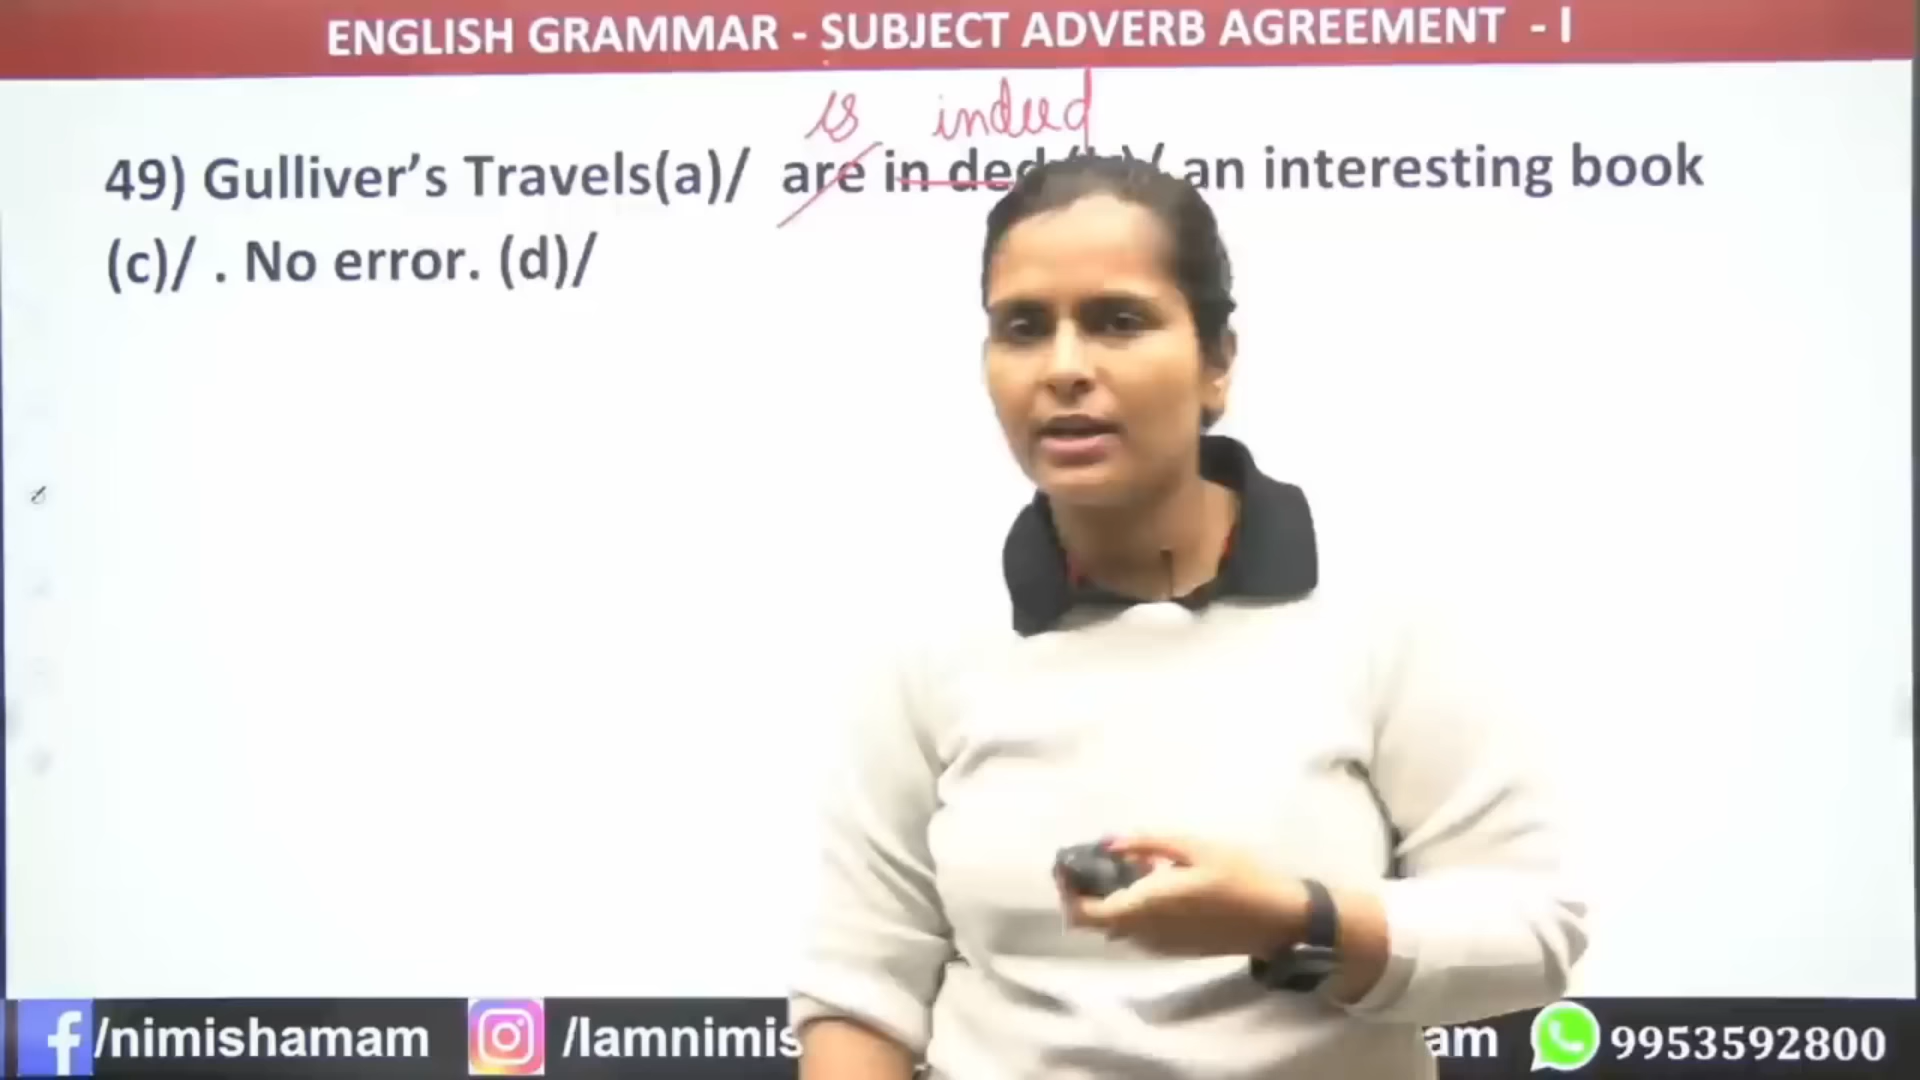 ENGLISH GRAMMAR - SUBJECT ADVERB AGREEMENT - I
is indeed
49) Gulliver's Travels(a)/ are in ded / an interesting book
(c)/ . No error. (d)/
/nimishamam /Iamnimis am 9953592800